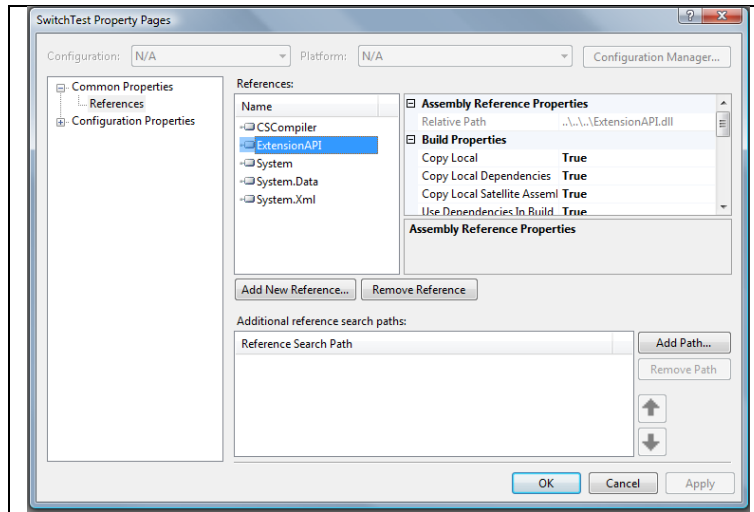 SwitchTest Property Pages
Configuration: N/A Platform: N/A Configuration Manager...
Common Properties
References
Configuration Properties
References:
Name
CSCompiler
ExtensionAPI
System
System.Data
System.Xml
Assembly Reference Properties
Relative Path ..\..\..\ExtensionAPI.dll
Build Properties
Copy Local True
Copy Local Dependencies True
Copy Local Satellite Assembl True
Use Dependencies In Build True
Assembly Reference Properties
Add New Reference... Remove Reference
Additional reference search paths:
Reference Search Path
Add Path...
Remove Path
OK Cancel Apply